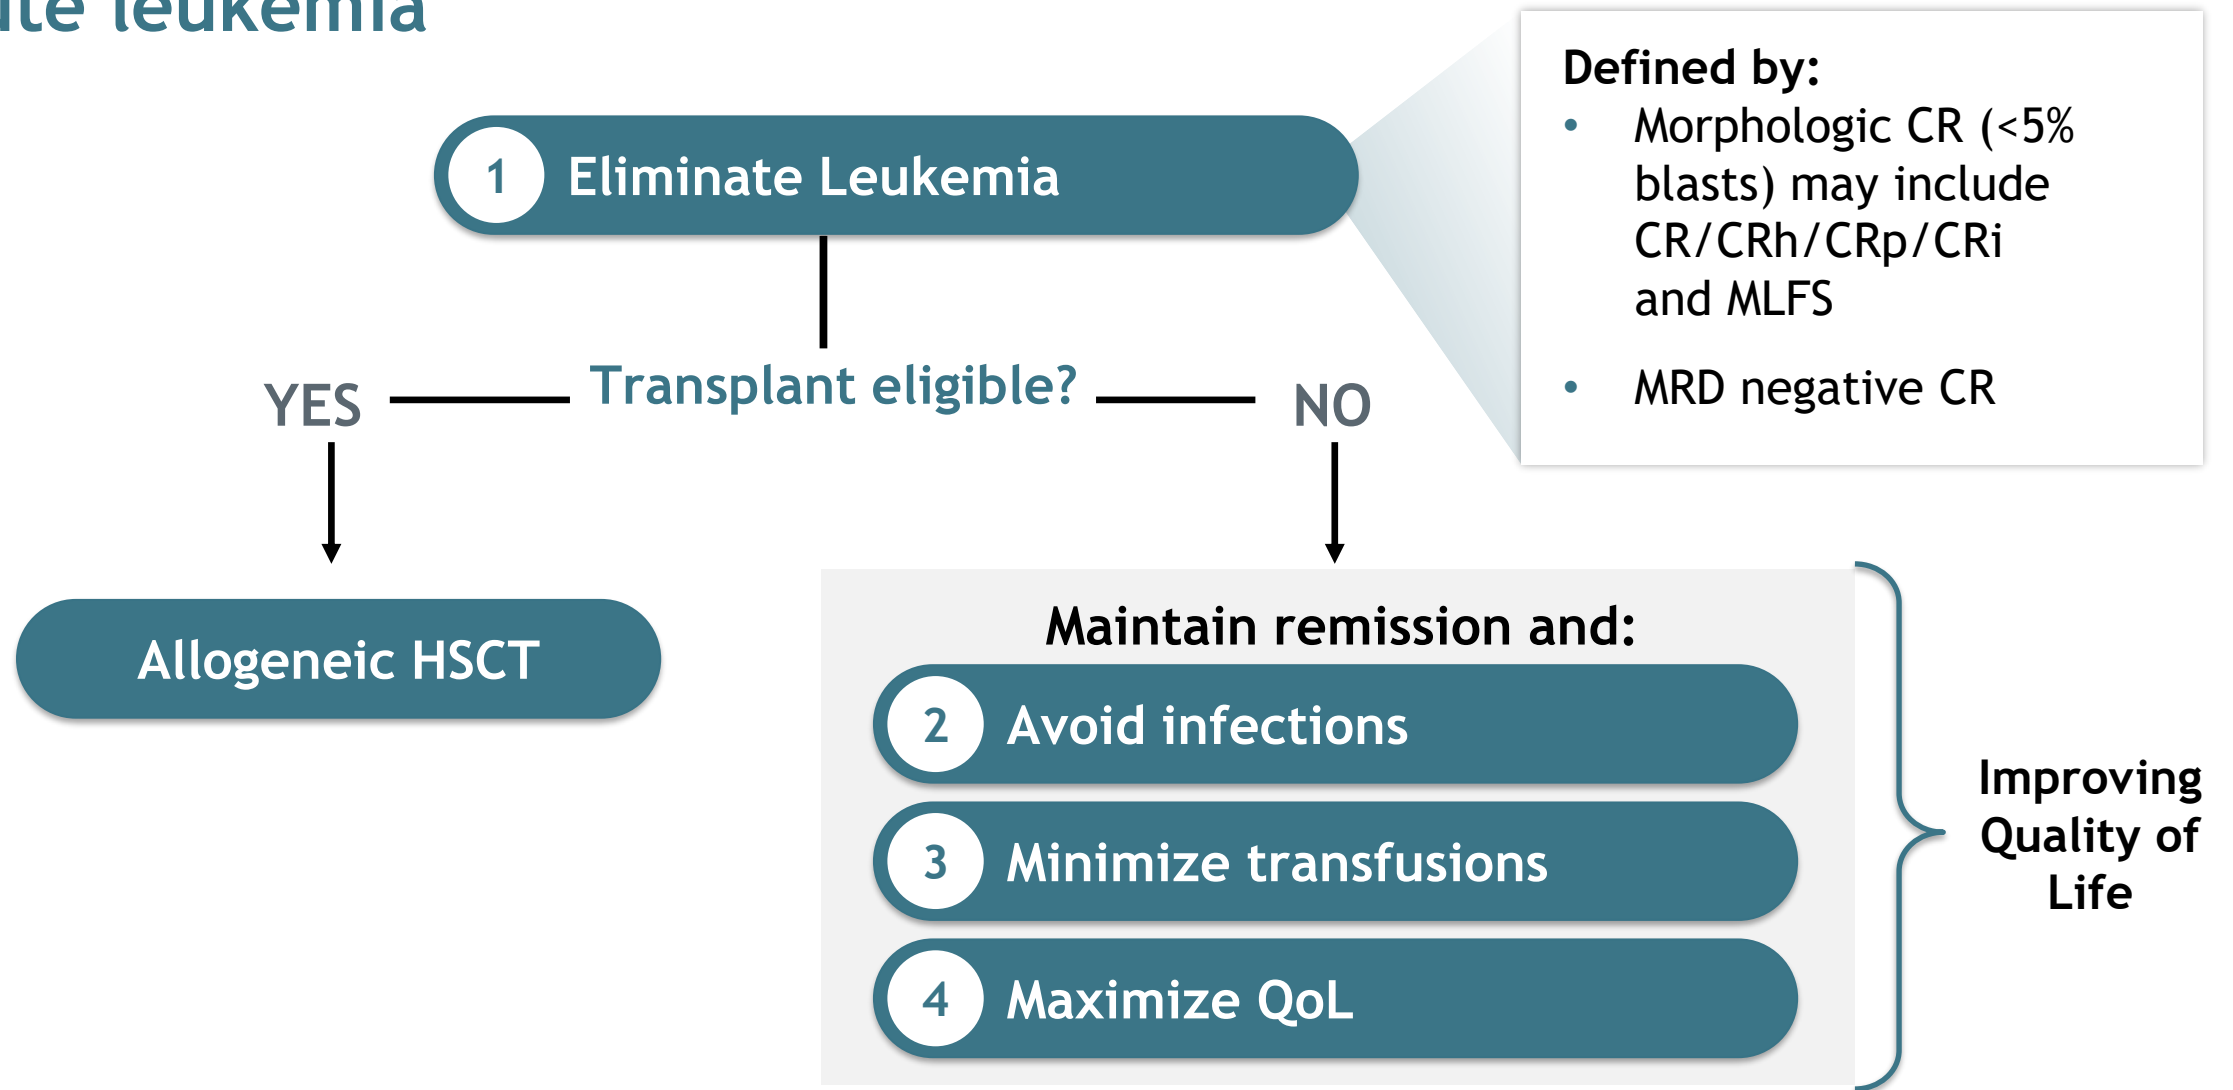 leukemia
Defined by:
• Morphologic CR (<5%
blasts) may include
CR/CRh/CRp/CRi
and MLFS
• MRD negative CR
1 Eliminate Leukemia
Transplant eligible?
YES
NO
Allogeneic HSCT
Maintain remission and:
2 Avoid infections
3 Minimize transfusions
4 Maximize QoL
Improving
Quality of
Life